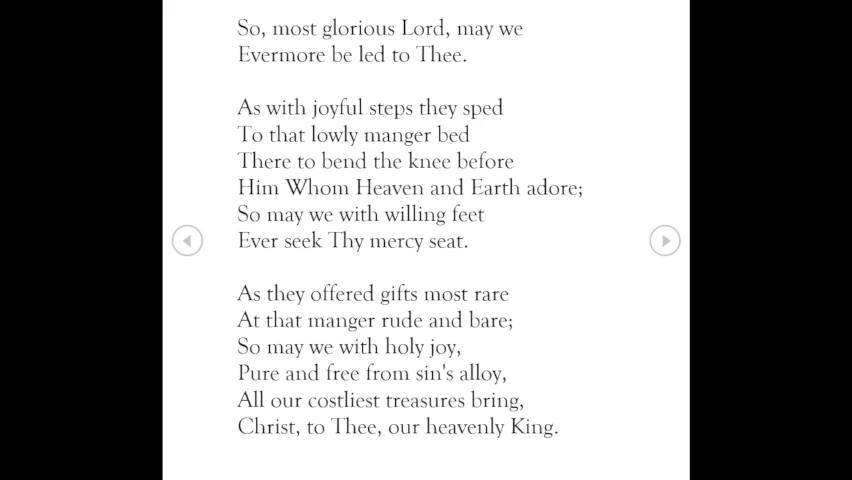 So, most glorious Lord, may we
Evermore be led to Thee.
As with joyful steps they sped
To that lowly manger bed
There to bend the knee before
Him Whom Heaven and Earth adore;
So may we with willing feet
Ever seek Thy mercy seat.
As they offered gifts most rare
At that manger rude and bare;
So may we with holy joy,
Pure and free from sin's alloy,
All our costliest treasures bring,
Christ, to Thee, our heavenly King.